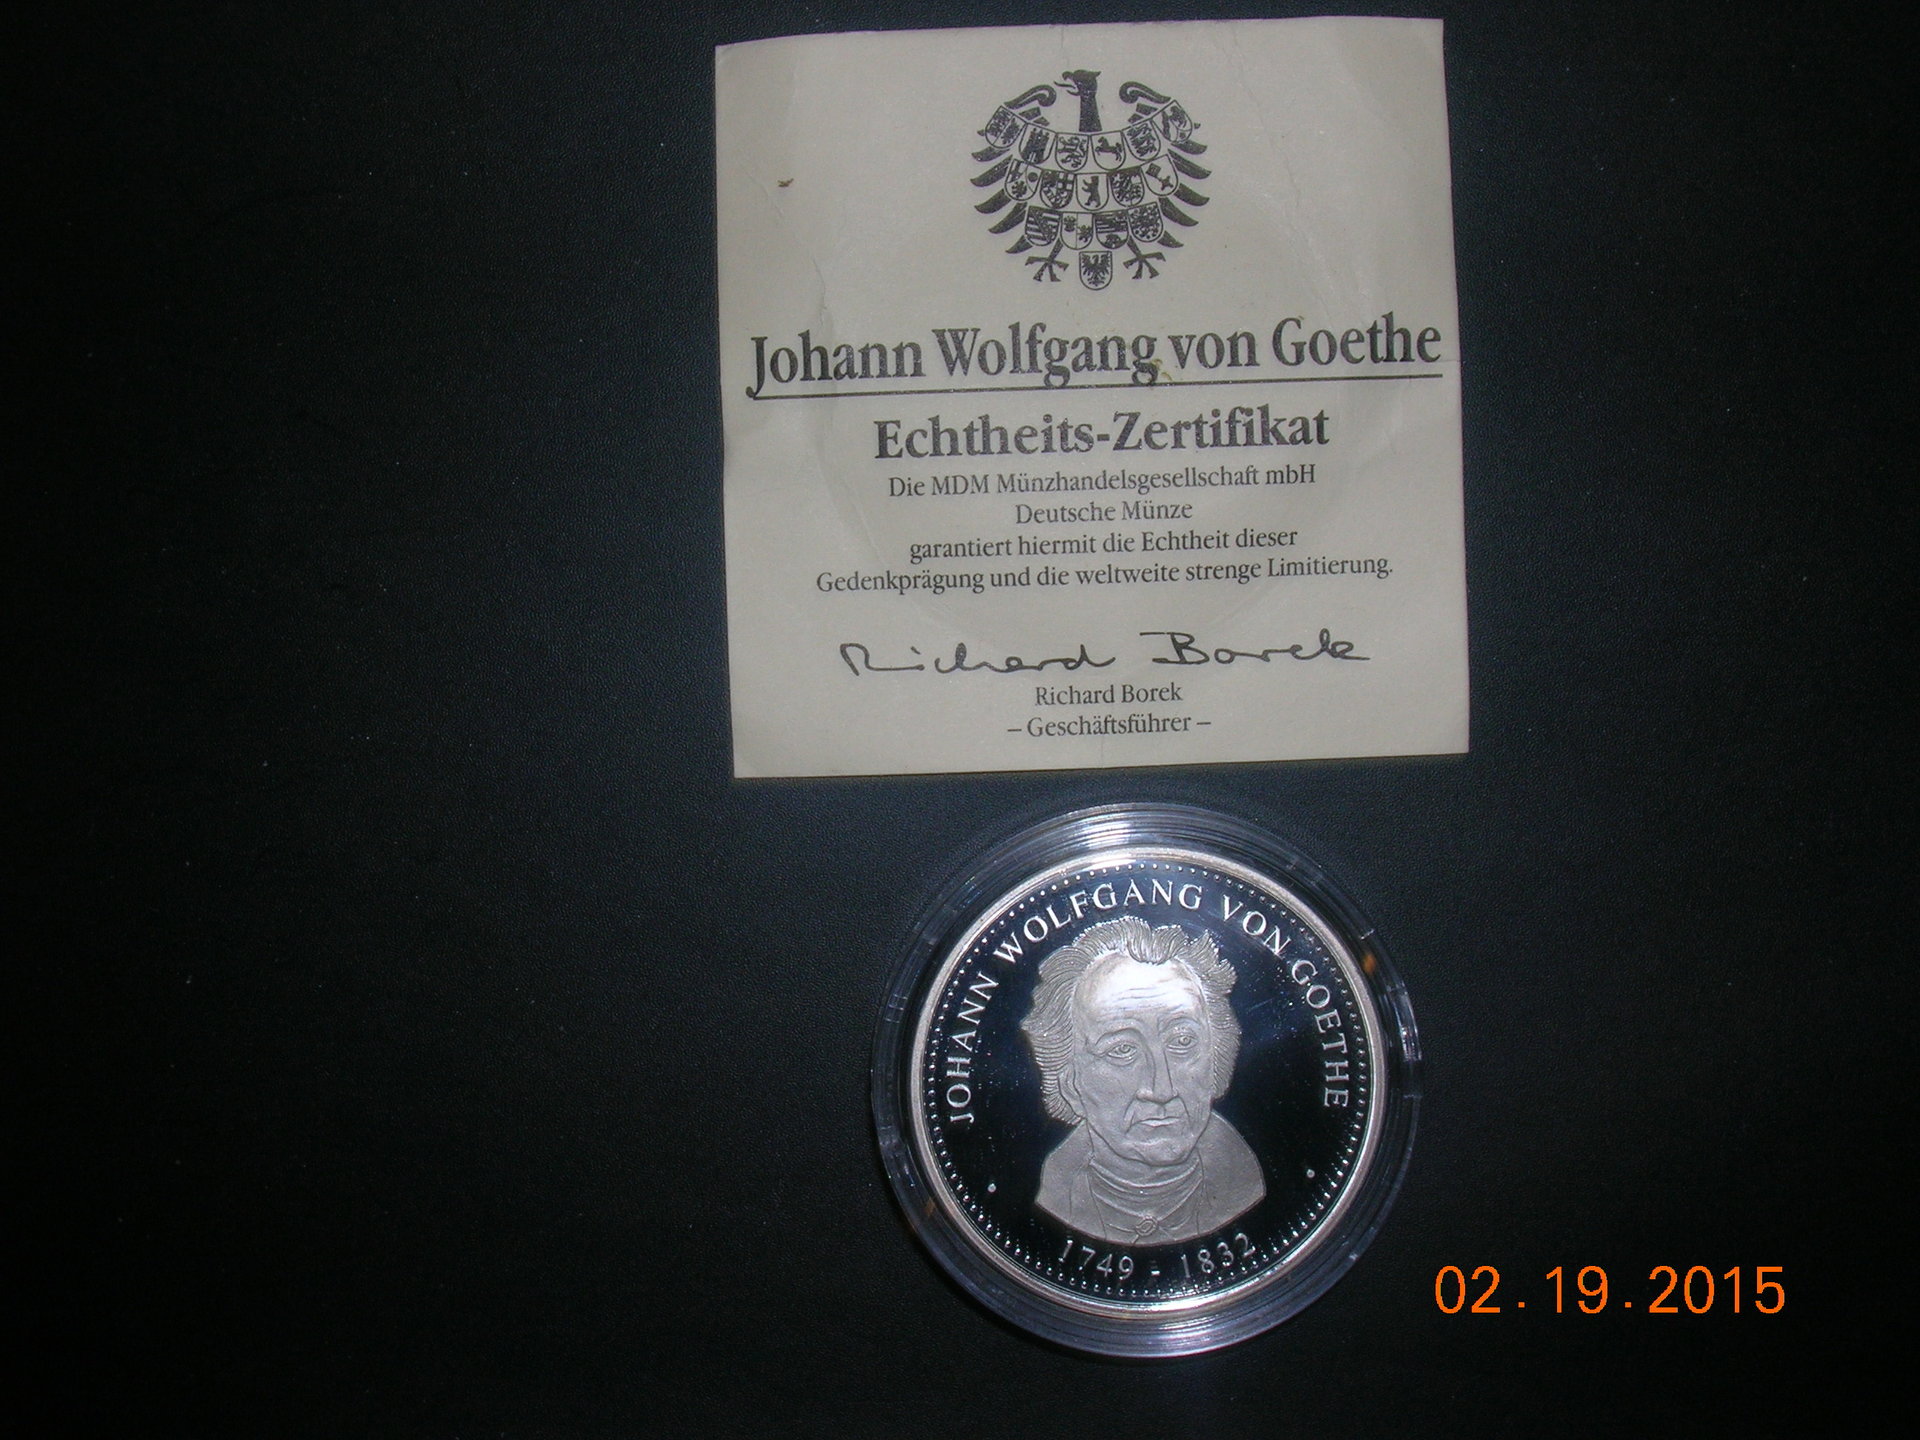 Johann Wolfgang von Goethe
Echtheits-Zertifikat
Die MDM Münzhandelsgesellschaft mbH
Deutsche Münze
garantiert hiermit die Echtheit dieser
Gedenkprägung und die weltweite strenge Limitierung.
Richard Borek
Richard Borek
– Geschäftsführer –
JOHANN WOLFGANG VON GOETHE
1749 - 1832
02.19.2015